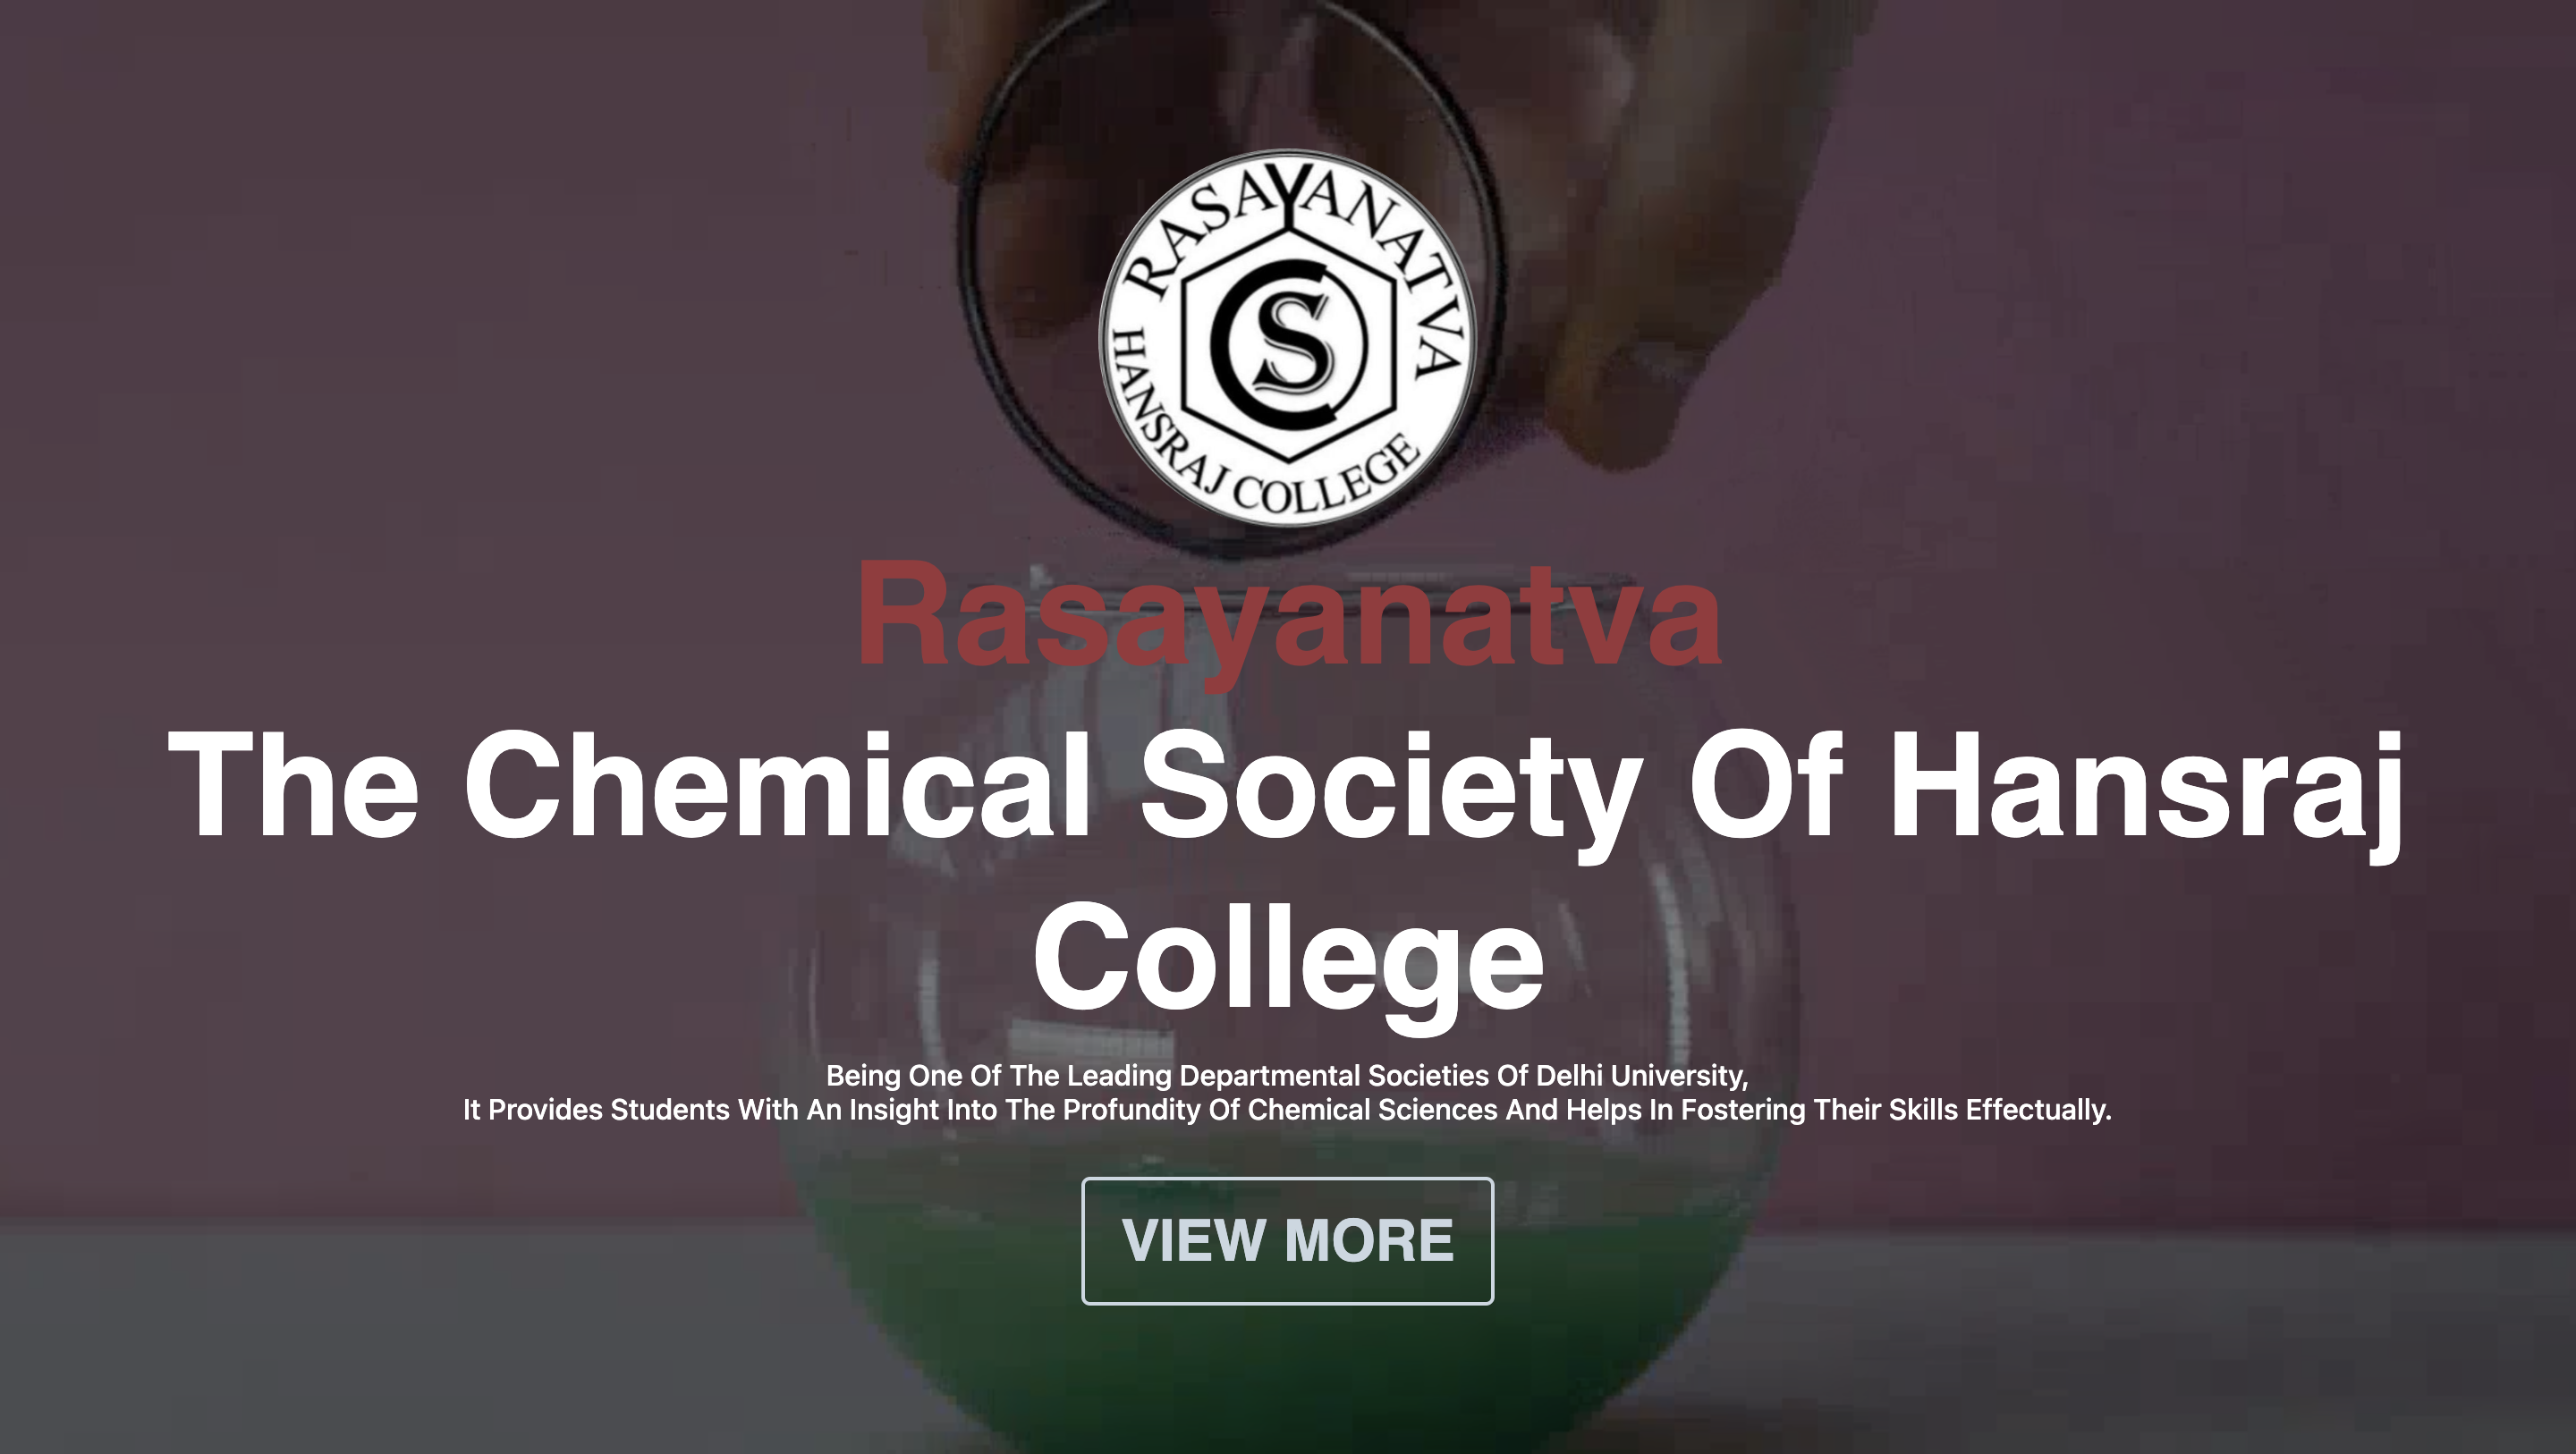 RASAYANATVA
CS
HANSRAJ COLLEGE
Rasayanatva
The Chemical Society Of Hansraj
College
Being One Of The Leading Departmental Societies Of Delhi University,
It Provides Students With An Insight Into The Profundity Of Chemical Sciences And Helps In Fostering Their Skills Effectually.
VIEW MORE